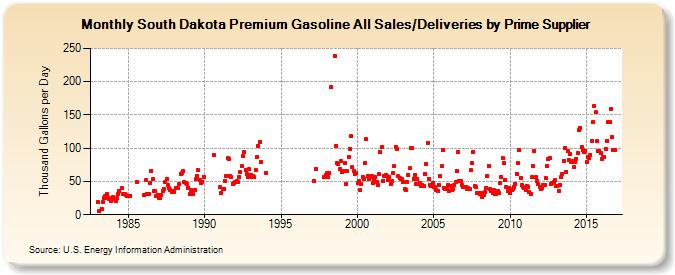 Monthly South Dakota Premium Gasoline All Sales/Deliveries by Prime Supplier
Thousand Gallons per Day
250
200
150
100
50
0
1985 1990 1995 2000 2005 2010 2015
Source: U.S. Energy Information Administration